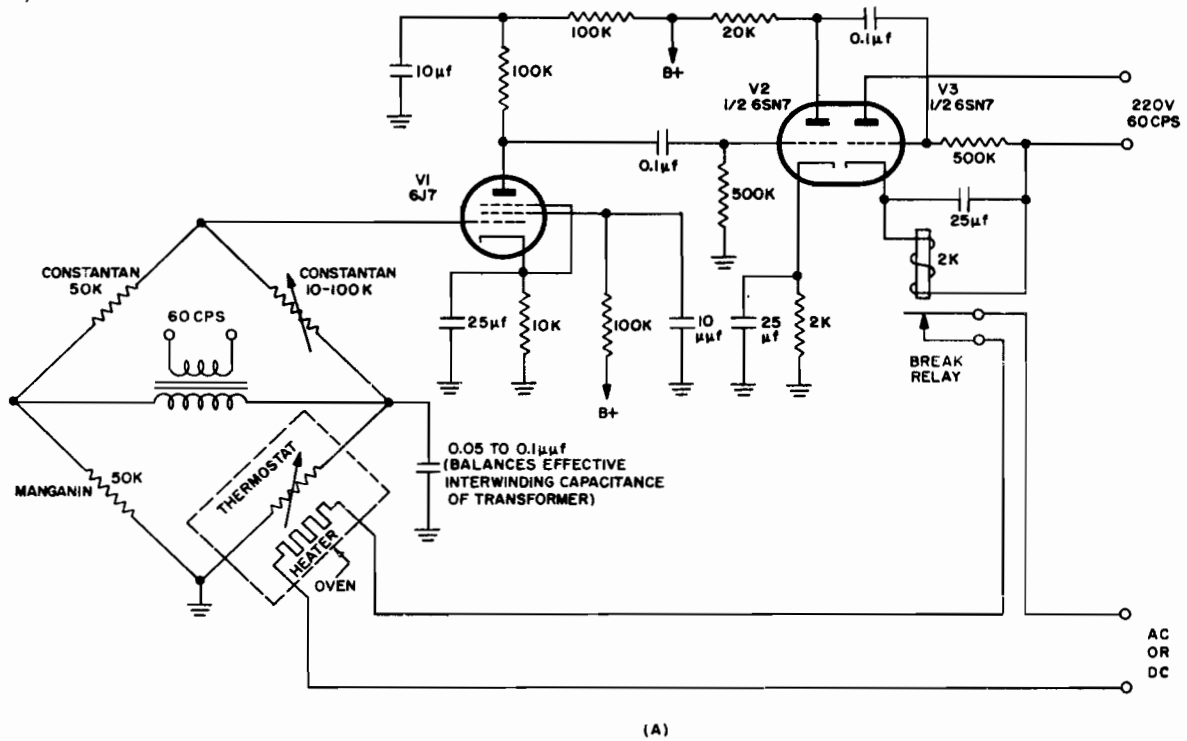 100K
20K
0.1µf
10µf
100K
B+
V2
1/2 6SN7
V3
1/2 6SN7
220V
60 CPS
0.1µf
500K
500K
V1
6J7
25µf
2K
CONSTANTAN
50K
CONSTANTAN
10-100K
60 CPS
25µf
10K
100K
10
µµf
25
µf
2K
BREAK
RELAY
B+
MANGANIN
50K
THERMOSTAT
HEATER
OVEN
0.05 TO 0.1µµf
(BALANCES EFFECTIVE
INTERWINDING CAPACITANCE
OF TRANSFORMER)
AC
OR
DC
(A)